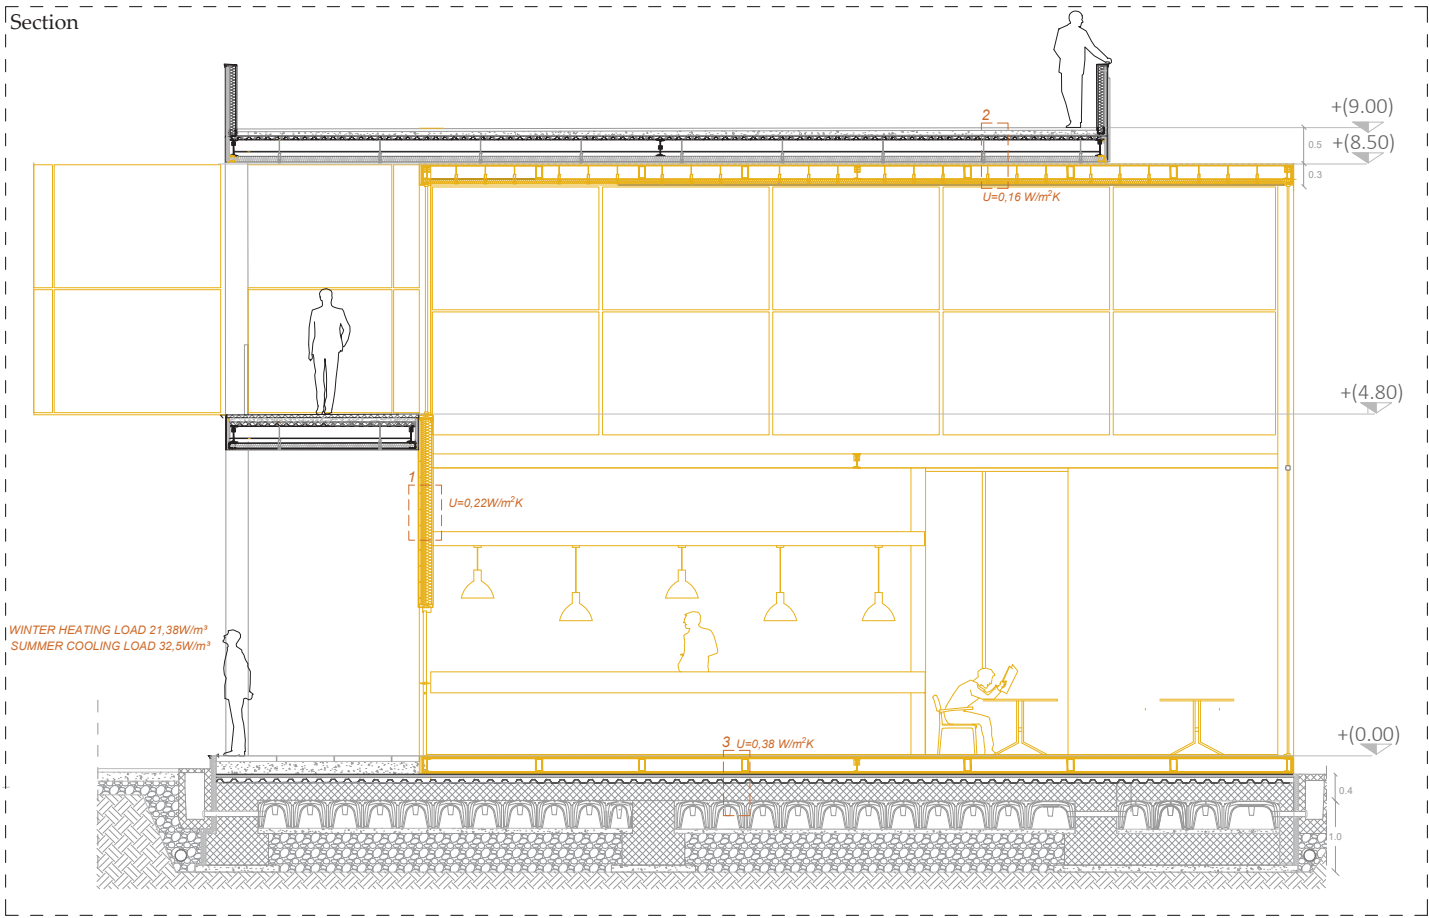 Section
2
+(9.00)
0.5
+(8.50)
0.3
U=0,16 W/m²K
+(4.80)
1
U=0,22W/m²K
WINTER HEATING LOAD 21,38W/m³
SUMMER COOLING LOAD 32,5W/m³
3 U=0,38 W/m²K
+(0.00)
0.4
1.0